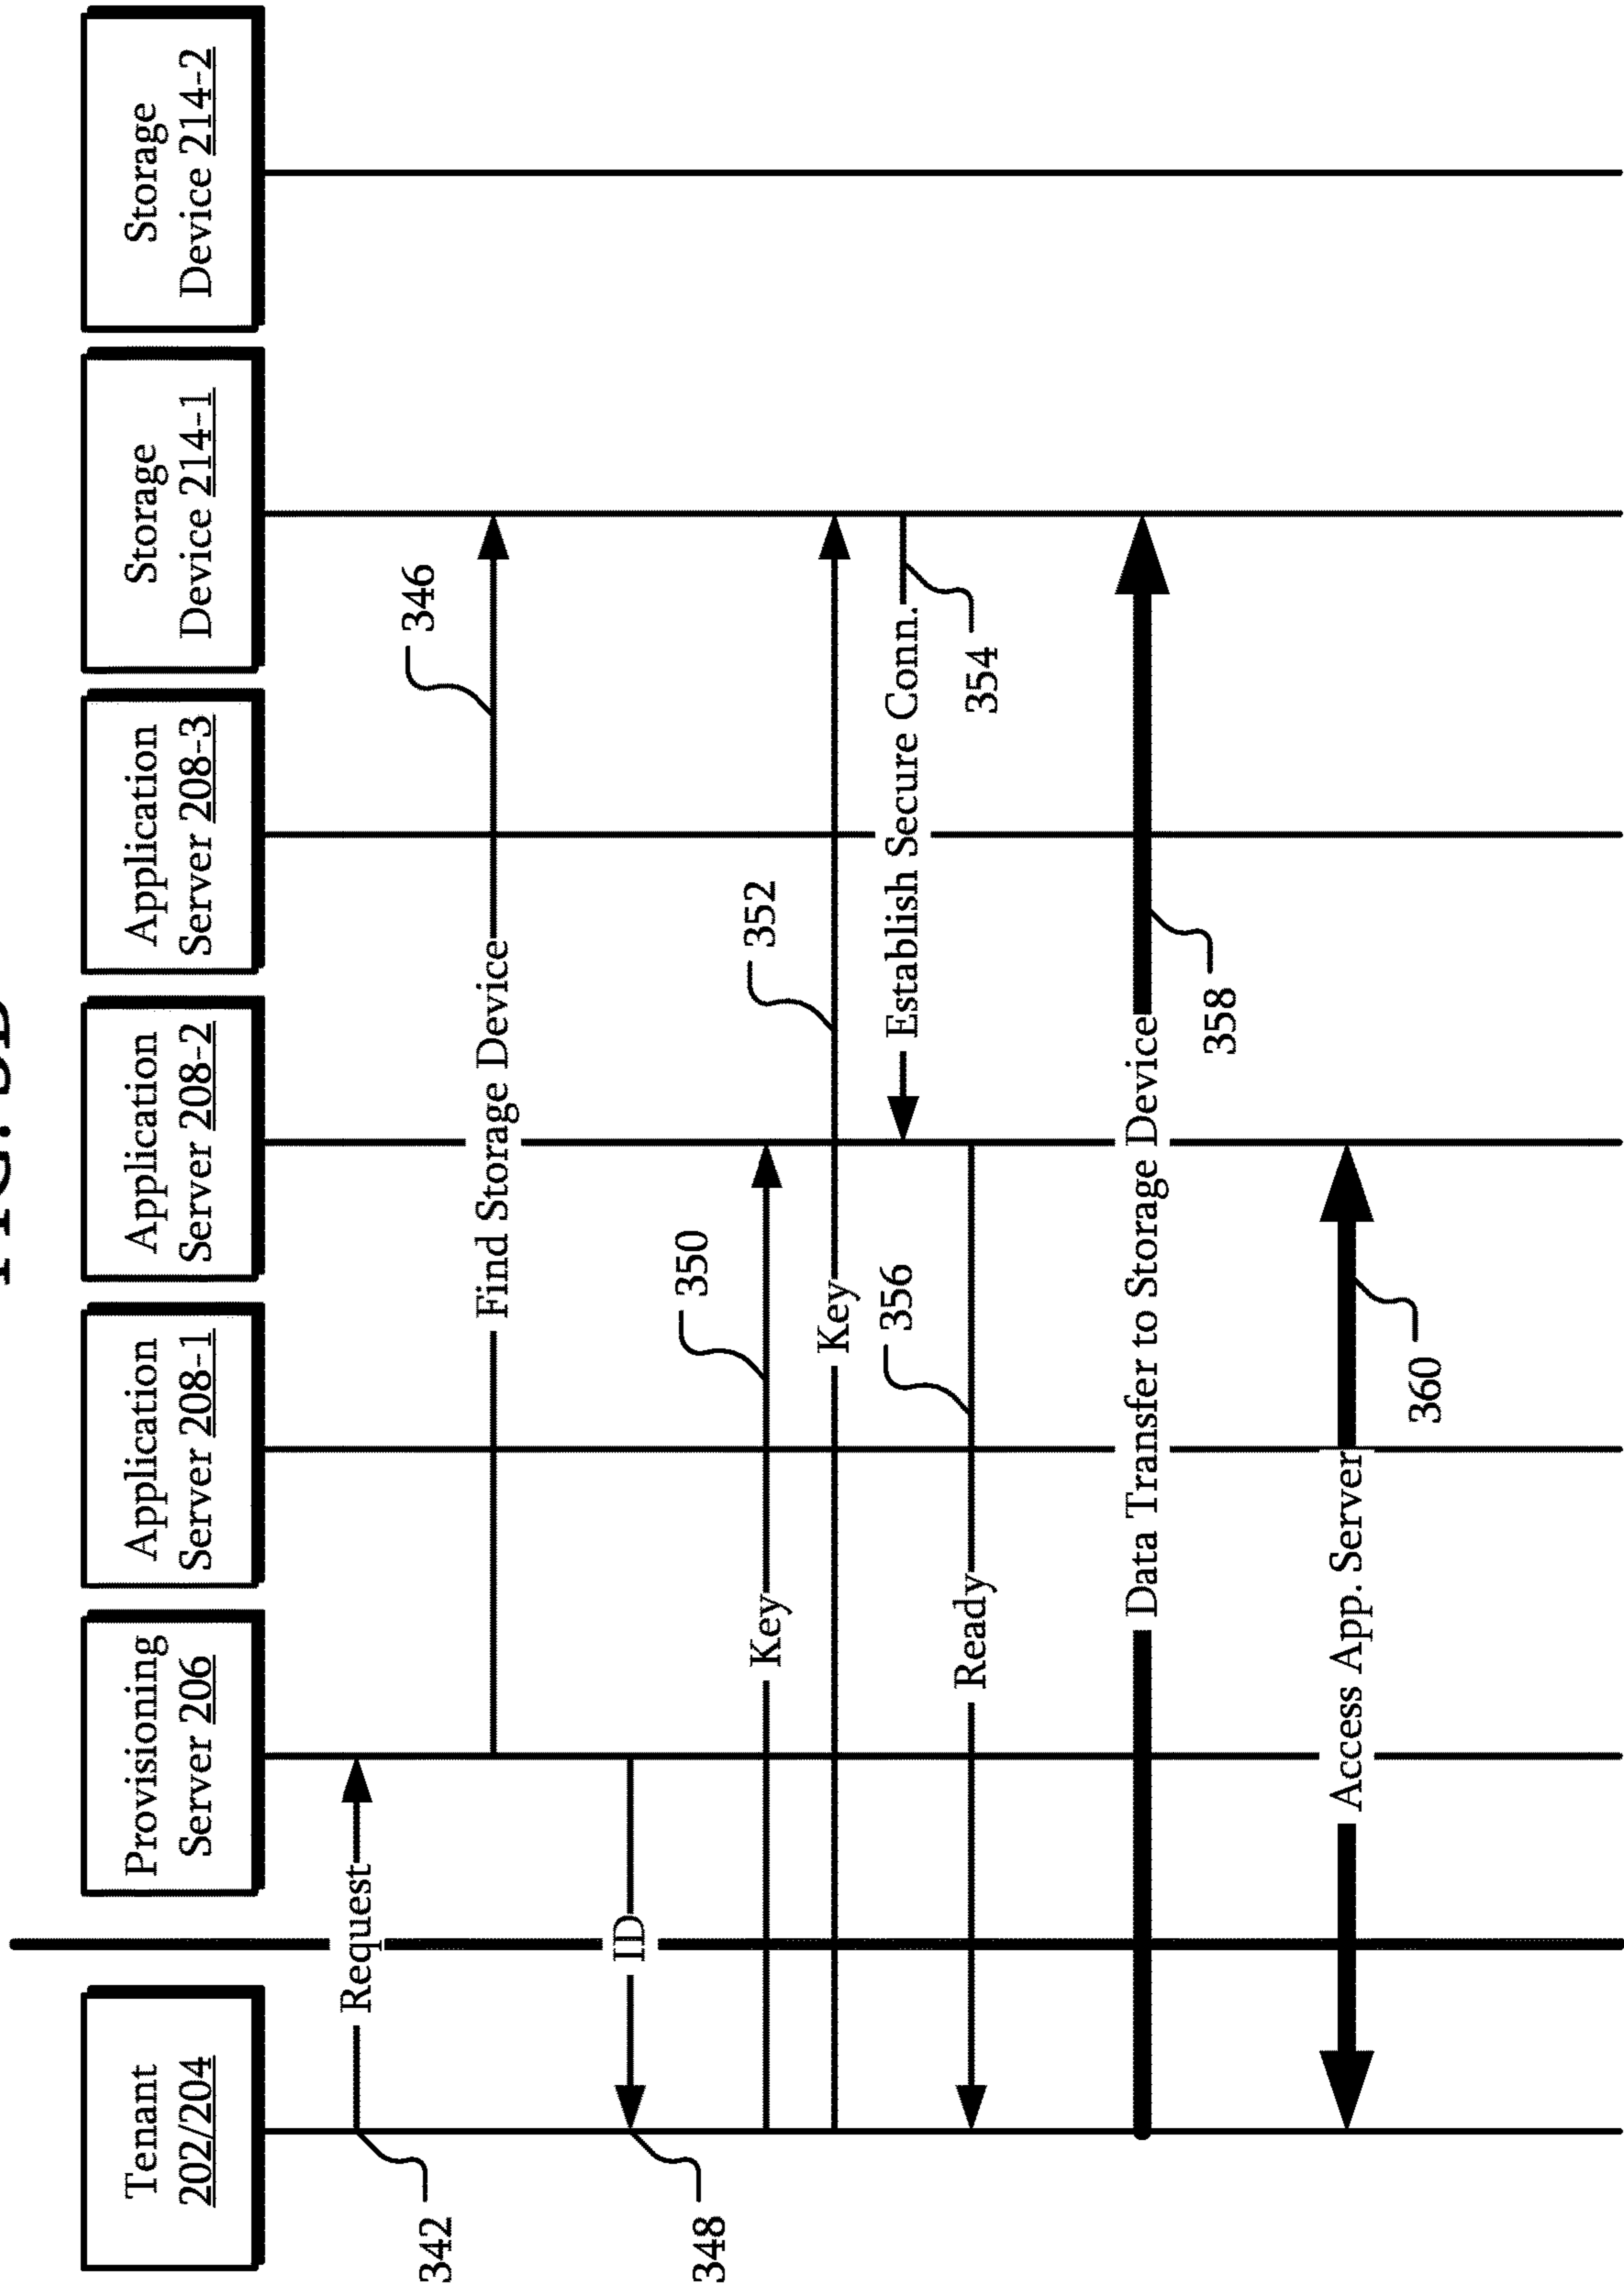 Tenant
202/204
Provisioning
Server 206
Application
Server 208-1
Application
Server 208-2
Application
Server 208-3
Storage
Device 214-1
Storage
Device 214-2
342
Request
346
Find Storage Device
348
ID
350
Key
352
Key
Establish Secure Conn.
354
356
Ready
Data Transfer to Storage Device
358
Access App. Server
360